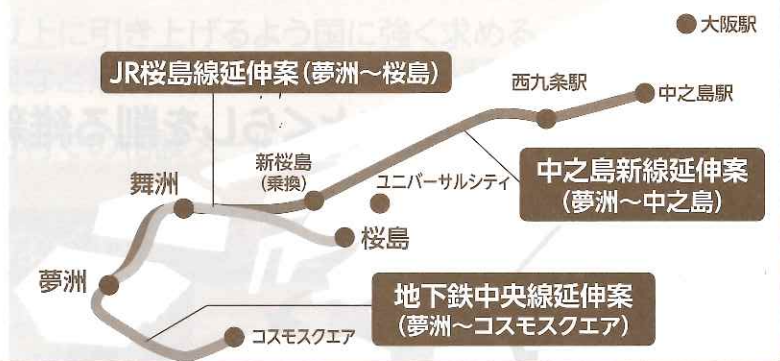 大阪駅
JR桜島線延伸案(夢洲～桜島)
西九条駅
中之島駅
新桜島
(乗換)
ユニバーサルシティ
中之島新線延伸案
(夢洲～中之島)
舞洲
桜島
夢洲
地下鉄中央線延伸案
(夢洲～コスモスクエア)
コスモスクエア